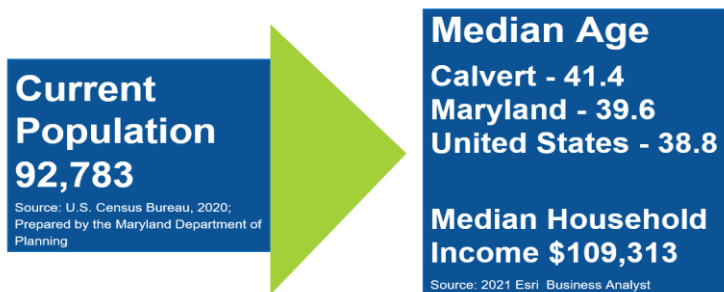 Current
Population
92,783
Source: U.S. Census Bureau, 2020;
Prepared by the Maryland Department of
Planning
Median Age
Calvert - 41.4
Maryland - 39.6
United States - 38.8
Median Household
Income $109,313
Source: 2021 Esri Business Analyst